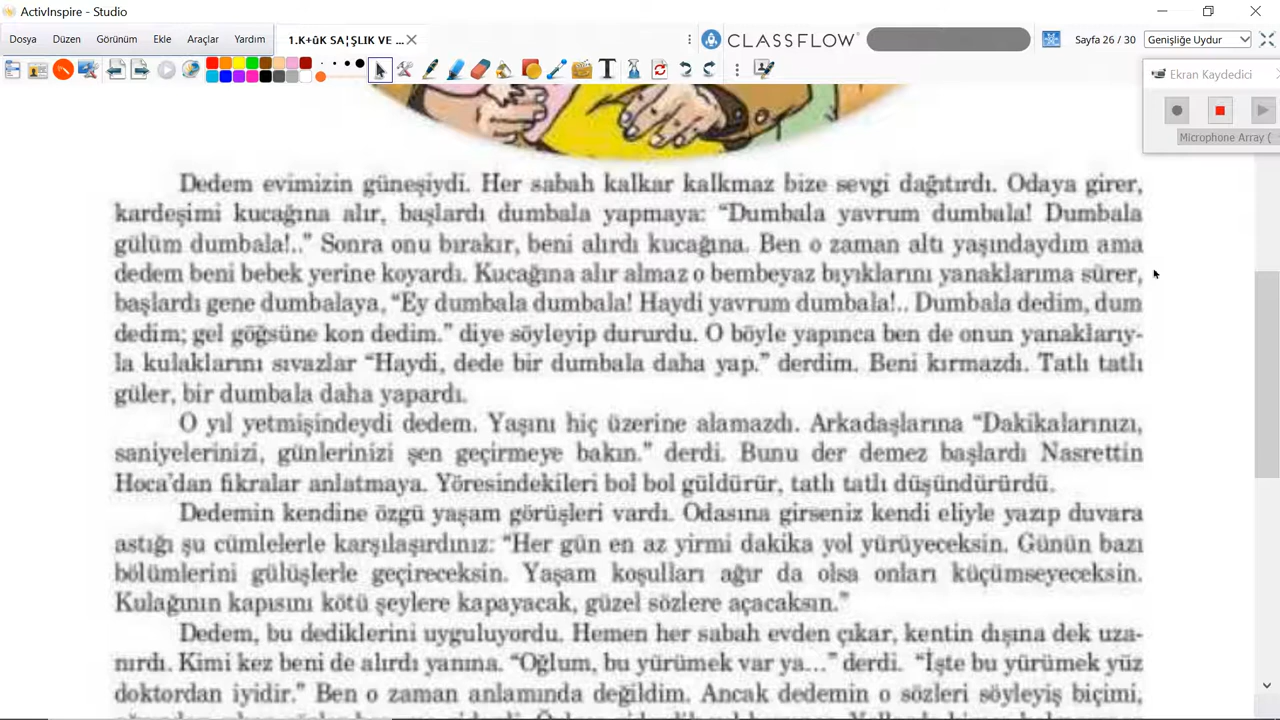 ActivInspire - Studio
Dosya Düzen Görünüm Ekle Araçlar Yardım
1.K+ûK SA¦ŞLIK VE ...
CLASSFLOW
Sayfa 26 / 30
Genişliğe Uydur
Ekran Kaydedici
Microphone Array (
Dedem evimizin güneşiydi. Her sabah kalkar kalkmaz bize sevgi dağıtırdı. Odaya girer,
kardeşimi kucağına alır, başlardı dumbala yapmaya: “Dumbala yavrum dumbala! Dumbala
gülüm dumbala!..” Sonra onu bırakır, beni alırdı kucağına. Ben o zaman altı yaşındaydım ama
dedem beni bebek yerine koyardı. Kucağına alır almaz o bembeyaz bıyıklarını yanaklarıma sürer,
başlardı gene dumbalaya, “Ey dumbala dumbala! Haydi yavrum dumbala!.. Dumbala dedim, dum
dedim; gel göğsüne kon dedim.” diye söyleyip dururdu. O böyle yapınca ben de onun yanaklarıy-
la kulaklarını sıvazlar “Haydi, dede bir dumbala daha yap.” derdim. Beni kırmazdı. Tatlı tatlı
güler, bir dumbala daha yapardı.
O yıl yetmişindeydi dedem. Yaşını hiç üzerine alamazdı. Arkadaşlarına “Dakikalarınızı,
saniyelerinizi, günlerinizi şen geçirmeye bakın.” derdi. Bunu der demez başlardı Nasrettin
Hoca’dan fıkralar anlatmaya. Yöresindekileri bol bol güldürür, tatlı tatlı düşündürürdü.
Dedemin kendine özgü yaşam görüşleri vardı. Odasına girseniz kendi eliyle yazıp duvara
astığı şu cümlelerle karşılaşırdınız: “Her gün en az yirmi dakika yol yürüyeceksin. Günün bazı
bölümlerini gülüşlerle geçireceksin. Yaşam koşulları ağır da olsa onları küçümseyeceksin.
Kulağının kapısını kötü şeylere kapayacak, güzel sözlere açacaksın.”
Dedem, bu dediklerini uyguluyordu. Hemen her sabah evden çıkar, kentin dışına dek uza-
nırdı. Kimi kez beni de alırdı yanına. “Oğlum, bu yürümek var ya...” derdi. “İşte bu yürümek yüz
doktordan iyidir.” Ben o zaman anlamında değildim. Ancak dedemin o sözleri söyleyiş biçimi,